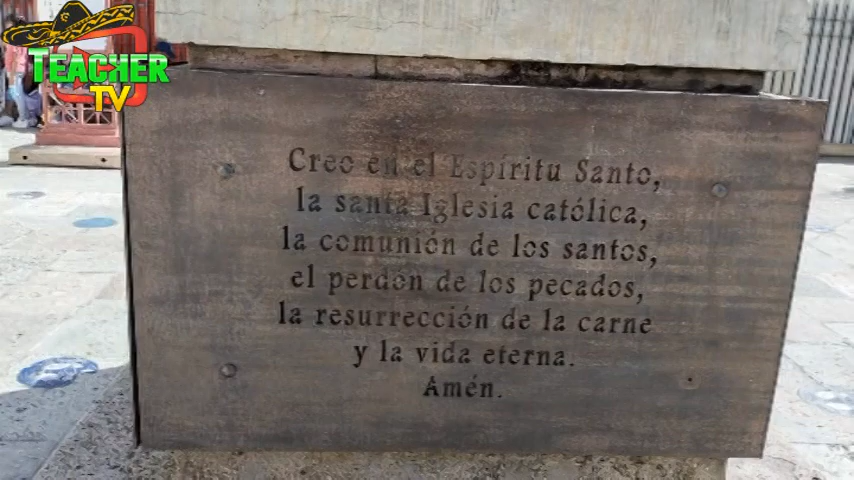 TEACHER
TV
Creo en el Espíritu Santo,
la santa Iglesia católica,
la comunión de los santos,
el perdón de los pecados,
la resurrección de la carne
y la vida eterna.
Amén.